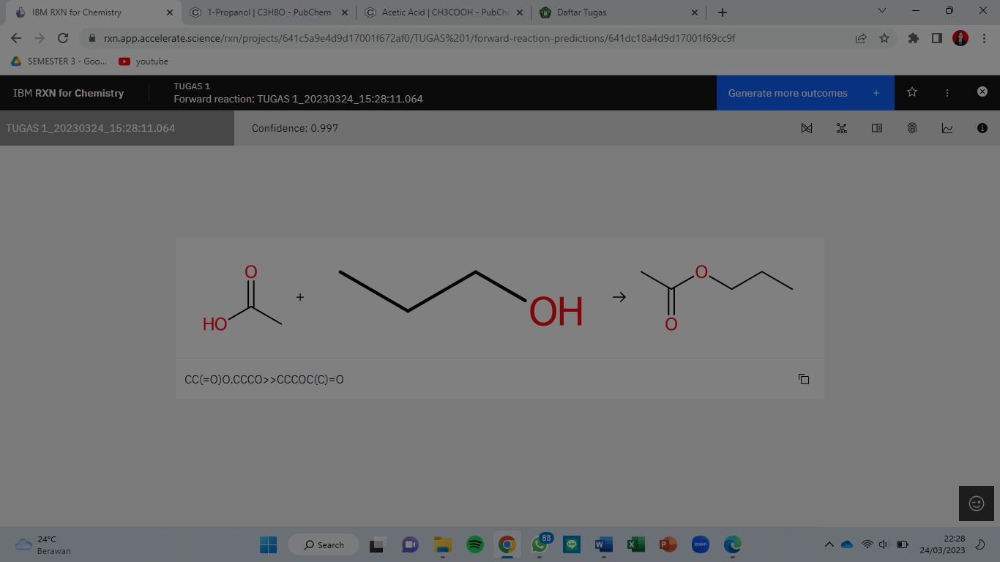 IBM RXN for Chemistry
1-Propanol | C3H8O - PubChem
Acetic Acid | CH3COOH - PubChe
Daftar Tugas
rxn.app.accelerate.science/rxn/projects/641c5a9e4d9d17001f672af0/TUGAS%201/forward-reaction-predictions/641dc18a4d9d17001f69cc9f
SEMESTER 3 - Goo...
youtube
IBM RXN for Chemistry
TUGAS 1
Forward reaction: TUGAS 1_20230324_15:28:11.064
Generate more outcomes +
TUGAS 1_20230324_15:28:11.064
Confidence: 0.997
O
HO
+
OH
→
O
O
CC(=O)O.CCCO>>CCCOC(C)=O
24°C
Berawan
Search
88
LINE
W
X
P
zoom
22:28
24/03/2023